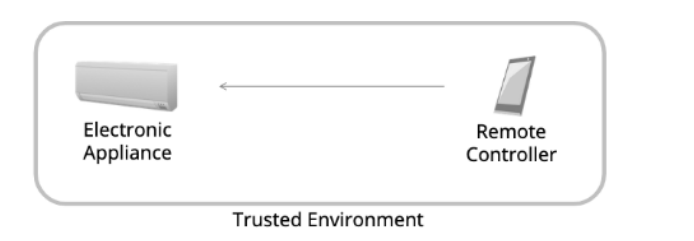 Electronic
Appliance
Remote
Controller
Trusted Environment